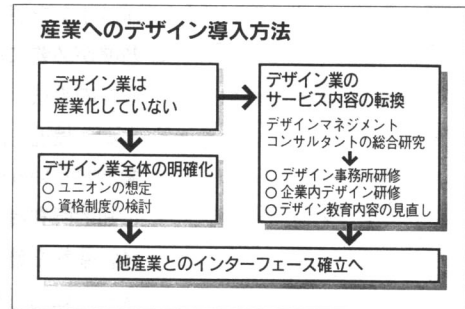 産業へのデザイン導入方法
デザイン業は
産業化していない
デザイン業の
サービス内容の転換
デザインマネジメント
コンサルタントの総合研究
○ デザイン事務所研修
○ 企業内デザイン研修
○ デザイン教育内容の見直し
デザイン業全体の明確化
○ ユニオンの想定
○ 資格制度の検討
他産業とのインターフェース確立へ